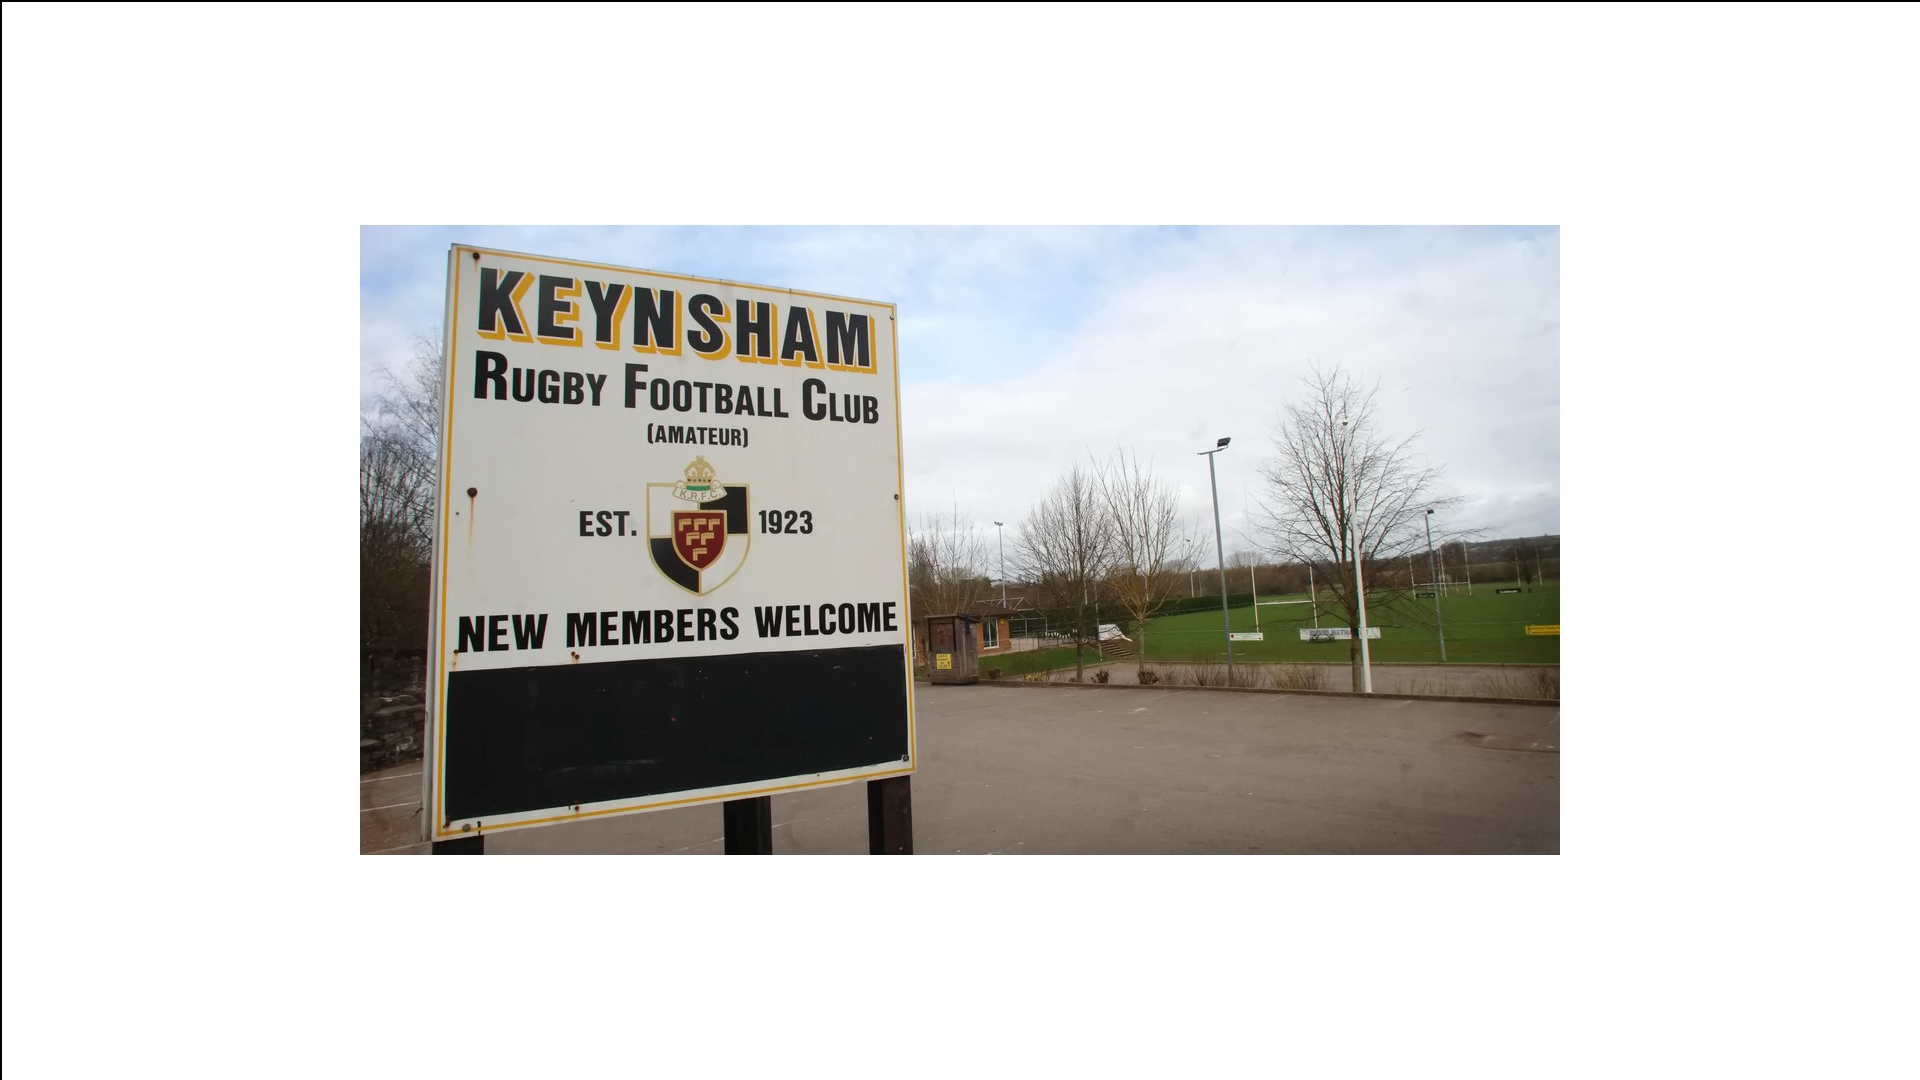 KEYNSHAM
RUGBY FOOTBALL CLUB
(AMATEUR)
K.R.F.C.
EST. 1923
NEW MEMBERS WELCOME